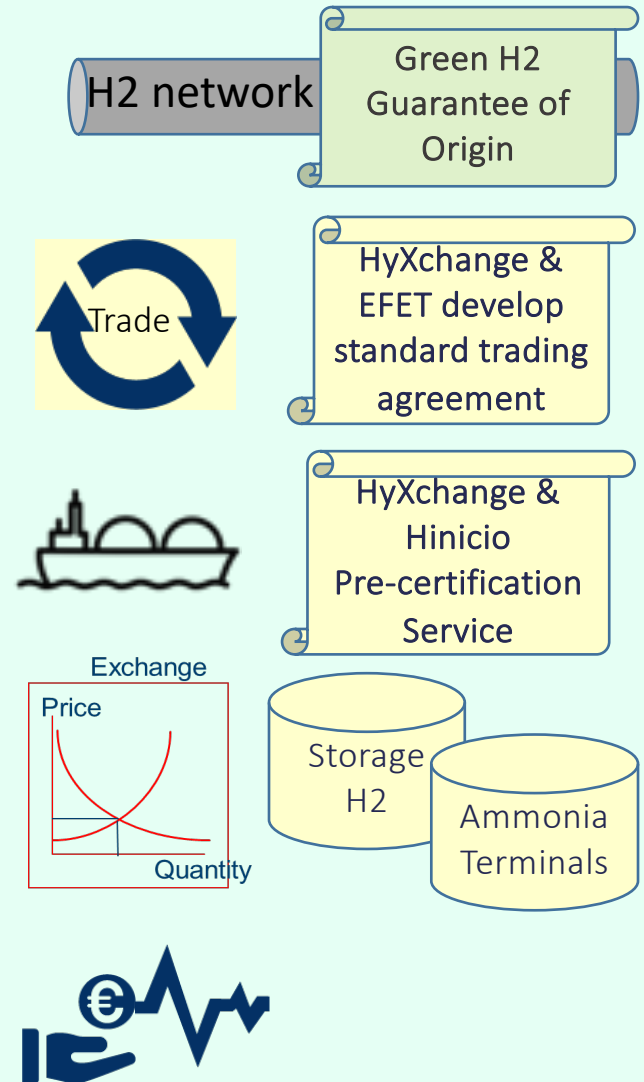 H2 network
Green H2
Guarantee of
Origin
Trade
HyXchange &
EFET develop
standard trading
agreement
HyXchange &
Hinicio
Pre-certification
Service
Exchange
Price
Quantity
Storage
H2
Ammonia
Terminals
€